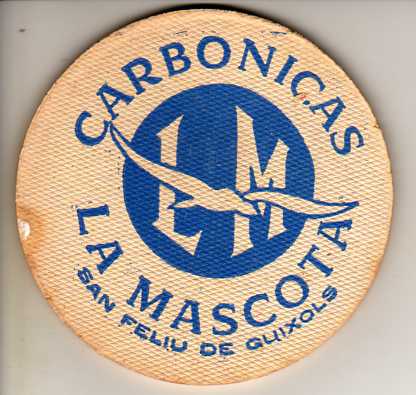 CARBONICAS
LM
LA MASCOTA
SAN FELIU DE GUIXOLS